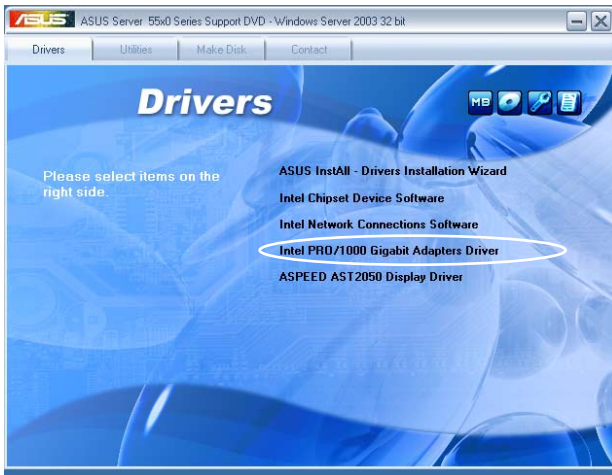 ASUS ASUS Server 55x0 Series Support DVD - Windows Server 2003 32 bit
Drivers Utilities Make Disk Contact
Drivers
MB
Please select items on the
right side.
ASUS InstAll - Drivers Installation Wizard
Intel Chipset Device Software
Intel Network Connections Software
Intel PRO/1000 Gigabit Adapters Driver
ASPEED AST2050 Display Driver